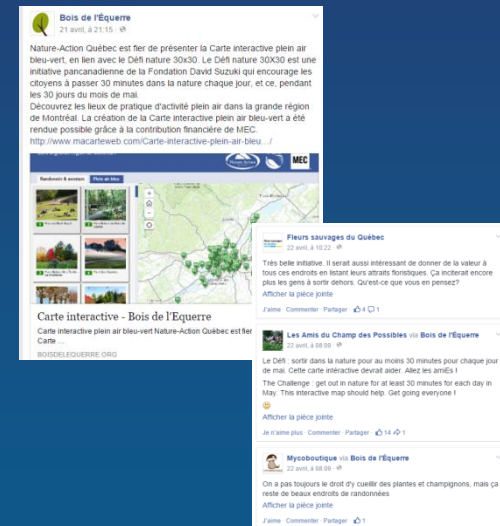 Bois de l'Équerre
21 avril, à 21:15
Nature-Action Québec est fier de présenter la Carte interactive plein air
bleu-vert, en lien avec le Défi nature 30x30. Le Défi nature 30X30 est une
initiative pancanadienne de la Fondation David Suzuki qui encourage les
citoyens à passer 30 minutes dans la nature chaque jour, et ce, pendant
les 30 jours du mois de mai.
Découvrez les lieux de pratique d'activité plein air dans la grande région
de Montréal. La création de la Carte interactive plein air bleu-vert a été
rendue possible grâce à la contribution financière de MEC.
http://www.macarteweb.com/Carte-interactive-plein-air-bleu…/
MEC
Plein air bleu
Carte interactive - Bois de l'Equerre
Carte interactive plein air bleu-vert Nature-Action Québec est fier
Carte ...
BOISDELEQUERRE.ORG
Fleurs sauvages du Québec
22 avril, à 10:22
Très belle initiative. Il serait aussi intéressant de donner de la valeur à
tous ces endroits en listant leurs attraits floristiques. Ça inciterait encore
plus les gens à sortir dehors. Qu'est-ce que vous en pensez?
Afficher la pièce jointe
J'aime · Commenter · Partager · 4 1
Les Amis du Champ des Possibles via Bois de l'Équerre
22 avril, à 08:09
Le Défi : sortir dans la nature pour au moins 30 minutes pour chaque jour
de mai. Cette carte intéractive devrait aider. Allez les amiEs !
The Challenge : get out in nature for at least 30 minutes for each day in
May. This interactive map should help. Get going everyone !
Afficher la pièce jointe
Je n'aime plus · Commenter · Partager · 14 1
Mycoboutique via Bois de l'Équerre
22 avril, à 08:08
On a pas toujours le droit d'y cueillir des plantes et champignons, mais ça
reste de beaux endroits de randonnées
Afficher la pièce jointe
J'aime · Commenter · Partager · 1